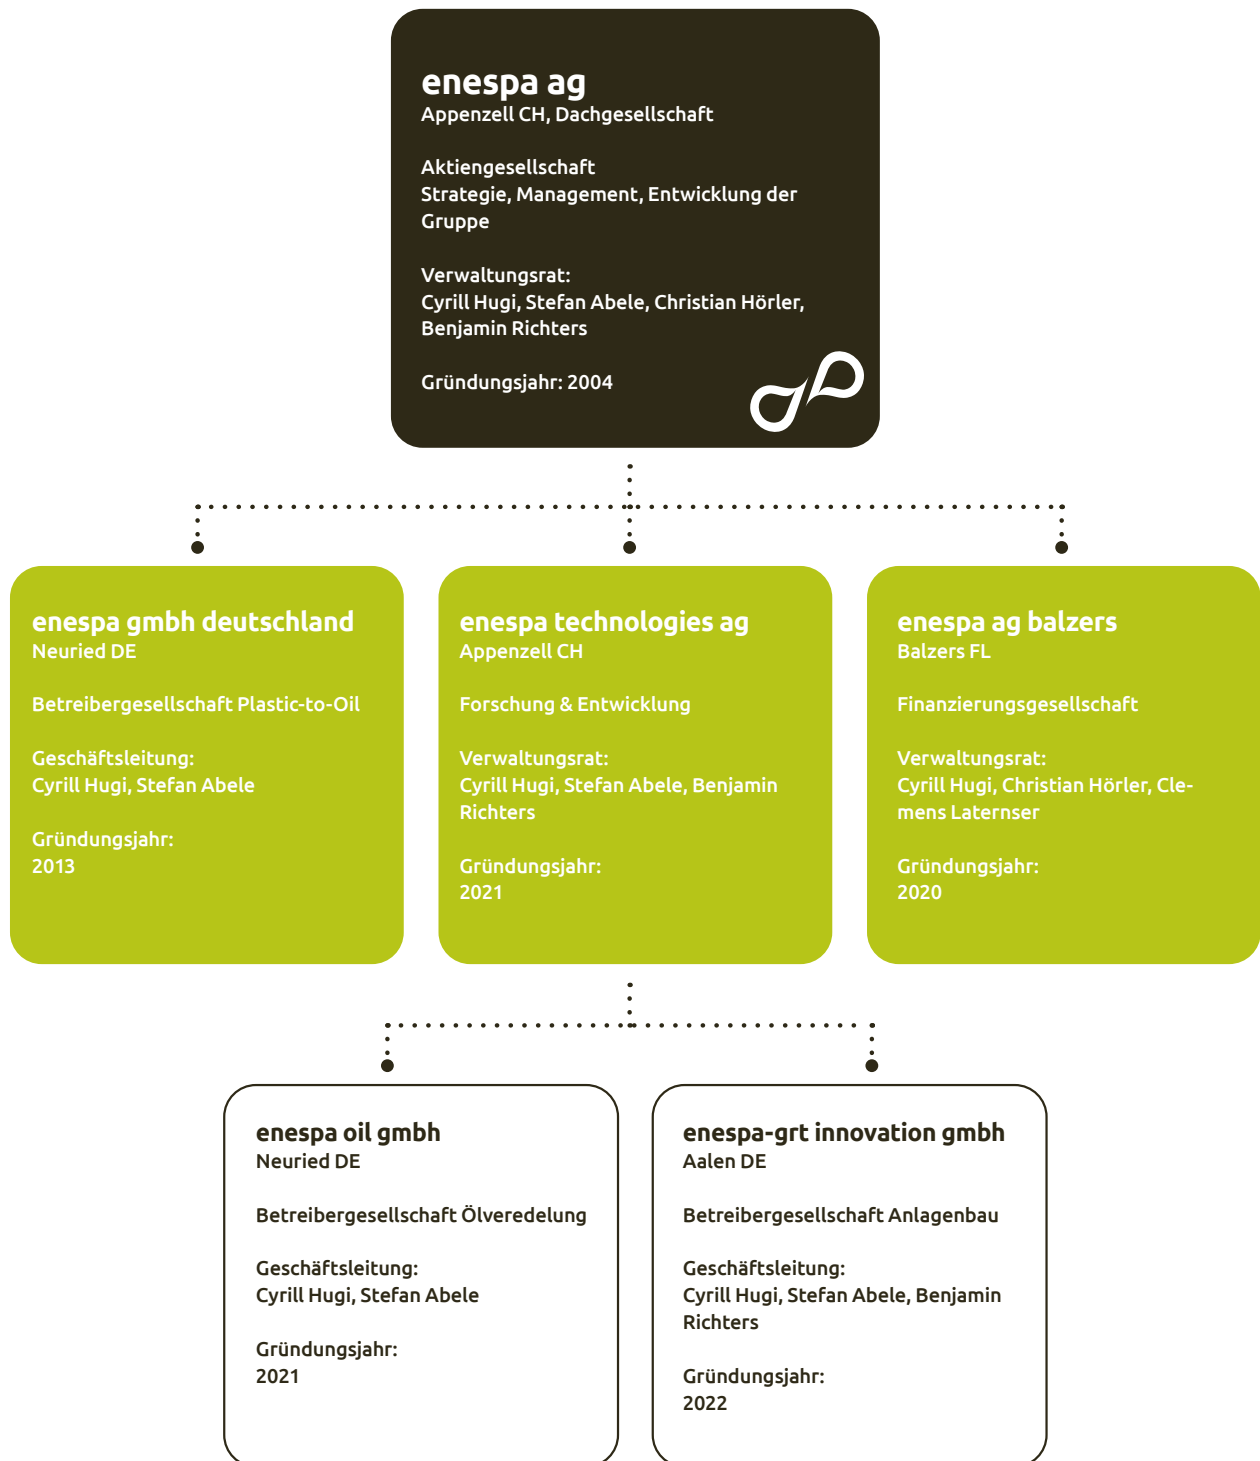 enespa ag
Appenzell CH, Dachgesellschaft
Aktiengesellschaft
Strategie, Management, Entwicklung der
Gruppe
Verwaltungsrat:
Cyrill Hugi, Stefan Abele, Christian Hörler,
Benjamin Richters
Gründungsjahr: 2004
enespa gmbh deutschland
Neuried DE
Betreibergesellschaft Plastic-to-Oil
Geschäftsleitung:
Cyrill Hugi, Stefan Abele
Gründungsjahr:
2013
enespa technologies ag
Appenzell CH
Forschung & Entwicklung
Verwaltungsrat:
Cyrill Hugi, Stefan Abele, Benjamin
Richters
Gründungsjahr:
2021
enespa ag balzers
Balzers FL
Finanzierungsgesellschaft
Verwaltungsrat:
Cyrill Hugi, Christian Hörler, Cle-
mens Laternser
Gründungsjahr:
2020
enespa oil gmbh
Neuried DE
Betreibergesellschaft Ölveredelung
Geschäftsleitung:
Cyrill Hugi, Stefan Abele
Gründungsjahr:
2021
enespa-grt innovation gmbh
Aalen DE
Betreibergesellschaft Anlagenbau
Geschäftsleitung:
Cyrill Hugi, Stefan Abele, Benjamin
Richters
Gründungsjahr:
2022